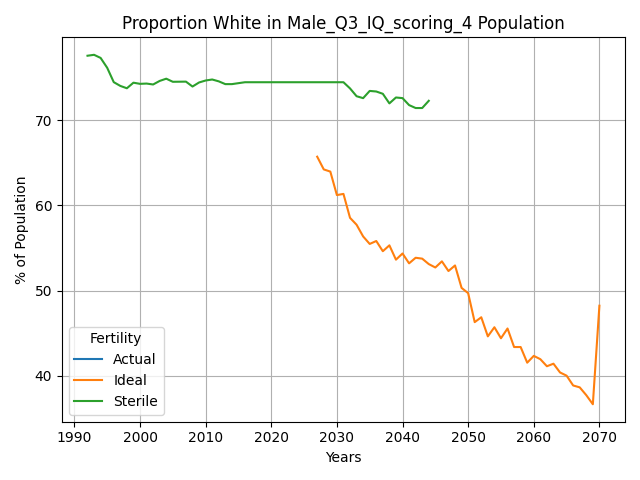 Proportion White in Male_Q3_IQ_scoring_4 Population
% of Population
70
60
50
40
Fertility
Actual
Ideal
Sterile
1990 2000 2010 2020 2030 2040 2050 2060 2070
Years